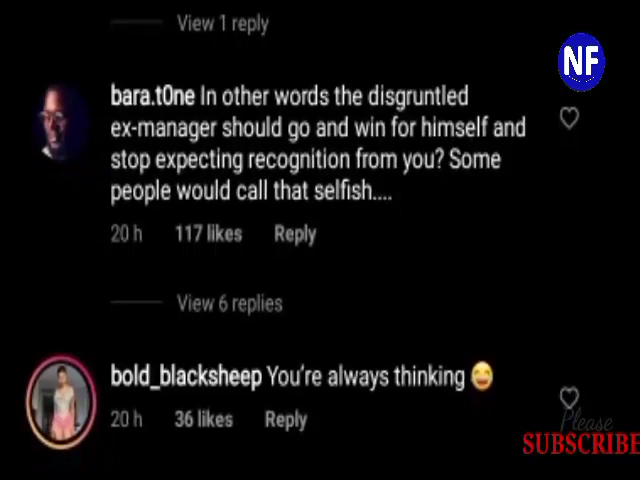 View 1 reply
NF
bara.t0ne In other words the disgruntled
ex-manager should go and win for himself and
stop expecting recognition from you? Some
people would call that selfish....
20 h 117 likes Reply
View 6 replies
bold_blacksheep You're always thinking 😅
20 h 36 likes Reply
Please
SUBSCRIBE